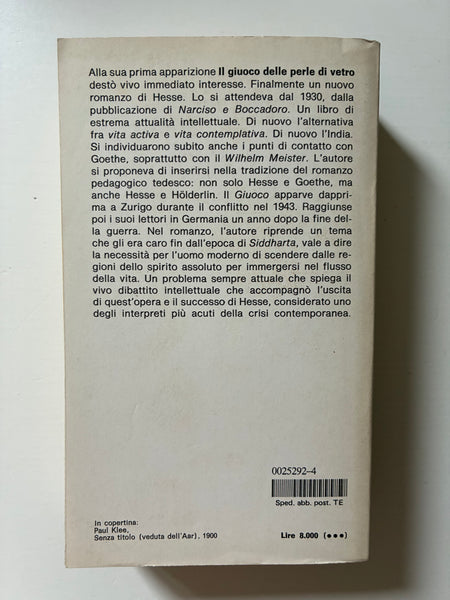 Alla sua prima apparizione Il giuoco delle perle di vetro
destò vivo immediato interesse. Finalmente un nuovo
romanzo di Hesse. Lo si attendeva dal 1930, dalla
pubblicazione di Narciso e Boccadoro. Un libro di
estrema attualità intellettuale. Di nuovo l'alternativa
fra vita activa e vita contemplativa. Di nuovo l'India.
Si individuarono subito anche i punti di contatto con
Goethe, soprattutto con il Wilhelm Meister. L'autore
si proponeva di inserirsi nella tradizione del romanzo
pedagogico tedesco: non solo Hesse e Goethe, ma
anche Hesse e Hölderlin. Il Giuoco apparve dappri-
ma a Zurigo durante il conflitto nel 1943. Raggiunse
poi i suoi lettori in Germania un anno dopo la fine del-
la guerra. Nel romanzo, l'autore riprende un tema
che gli era caro fin dall'epoca di Siddharta, vale a dire
la necessità per l'uomo moderno di scendere dalle re-
gioni dello spirito assoluto per immergersi nel flusso
della vita. Un problema sempre attuale che spiega il
vivo dibattito intellettuale che accompagnò l'uscita
di quest'opera e il successo di Hesse, considerato uno
degli interpreti più acuti della crisi contemporanea.
0025292-4
Sped. abb. post. TE
In copertina:
Paul Klee,
Senza titolo (veduta dell'Aar). 1900
Lire 8.000 (•••)